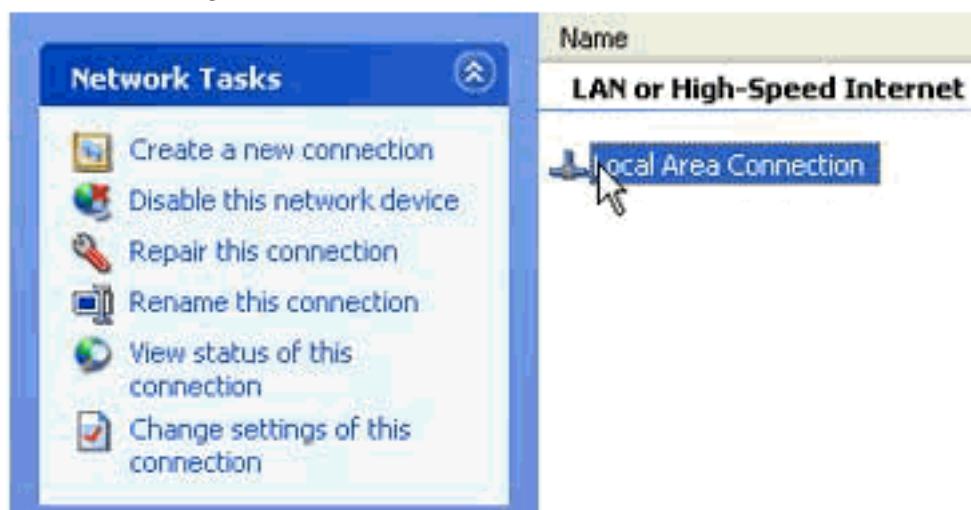 Network Tasks
Create a new connection
Disable this network device
Repair this connection
Rename this connection
View status of this
connection
Change settings of this
connection
Name
LAN or High-Speed Internet
Local Area Connection